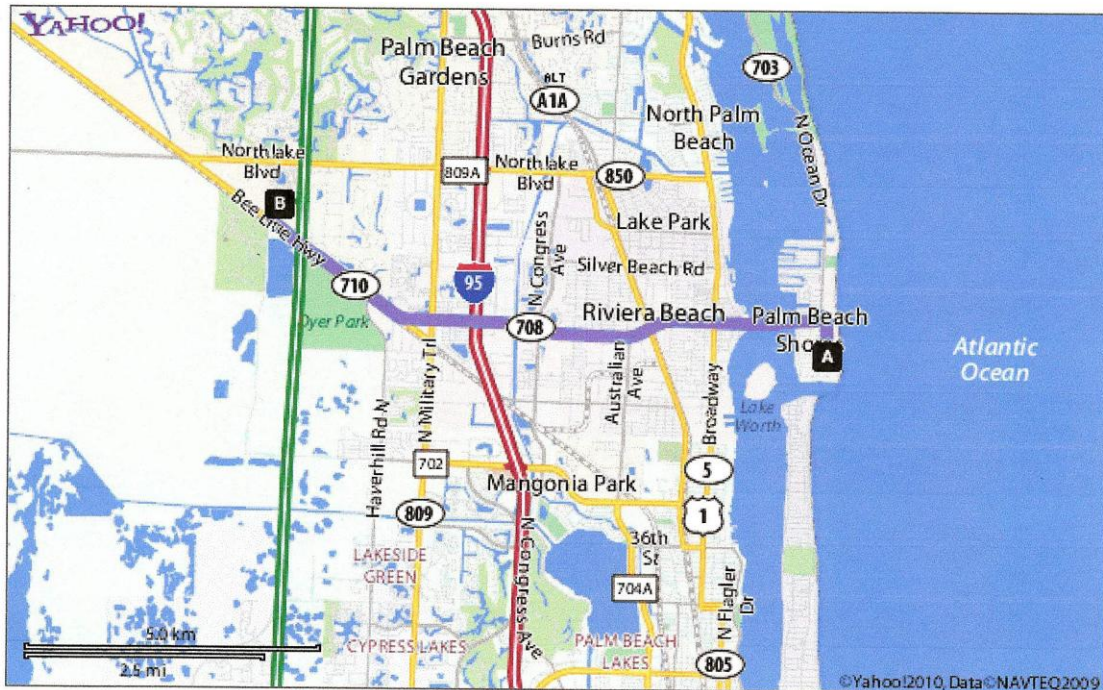 YAHOO!
Palm Beach
Gardens
Burns Rd
ALT
A1A
703
North Palm
Beach
N Ocean Dr
Northlake
Blvd
809A
Northlake
Blvd
850
B
Bee Line Hwy
Lake Park
N Congress
Ave
Silver Beach Rd
95
710
Dyer Park
708
Riviera Beach
Palm Beach
A
Atlantic
Ocean
N Military Trl
Australian
Ave
Broadway
Lake
Worth
Haverhill Rd N
702
Mangonia Park
5
1
809
N Congress Ave
36th
St
LAKESIDE
GREEN
704A
N Flagler
Dr
5.0 km
2.5 mi
CYPRESS LAKES
PALM BEACH
LAKES
805
©Yahoo!2010, Data©NAVTEQ2009